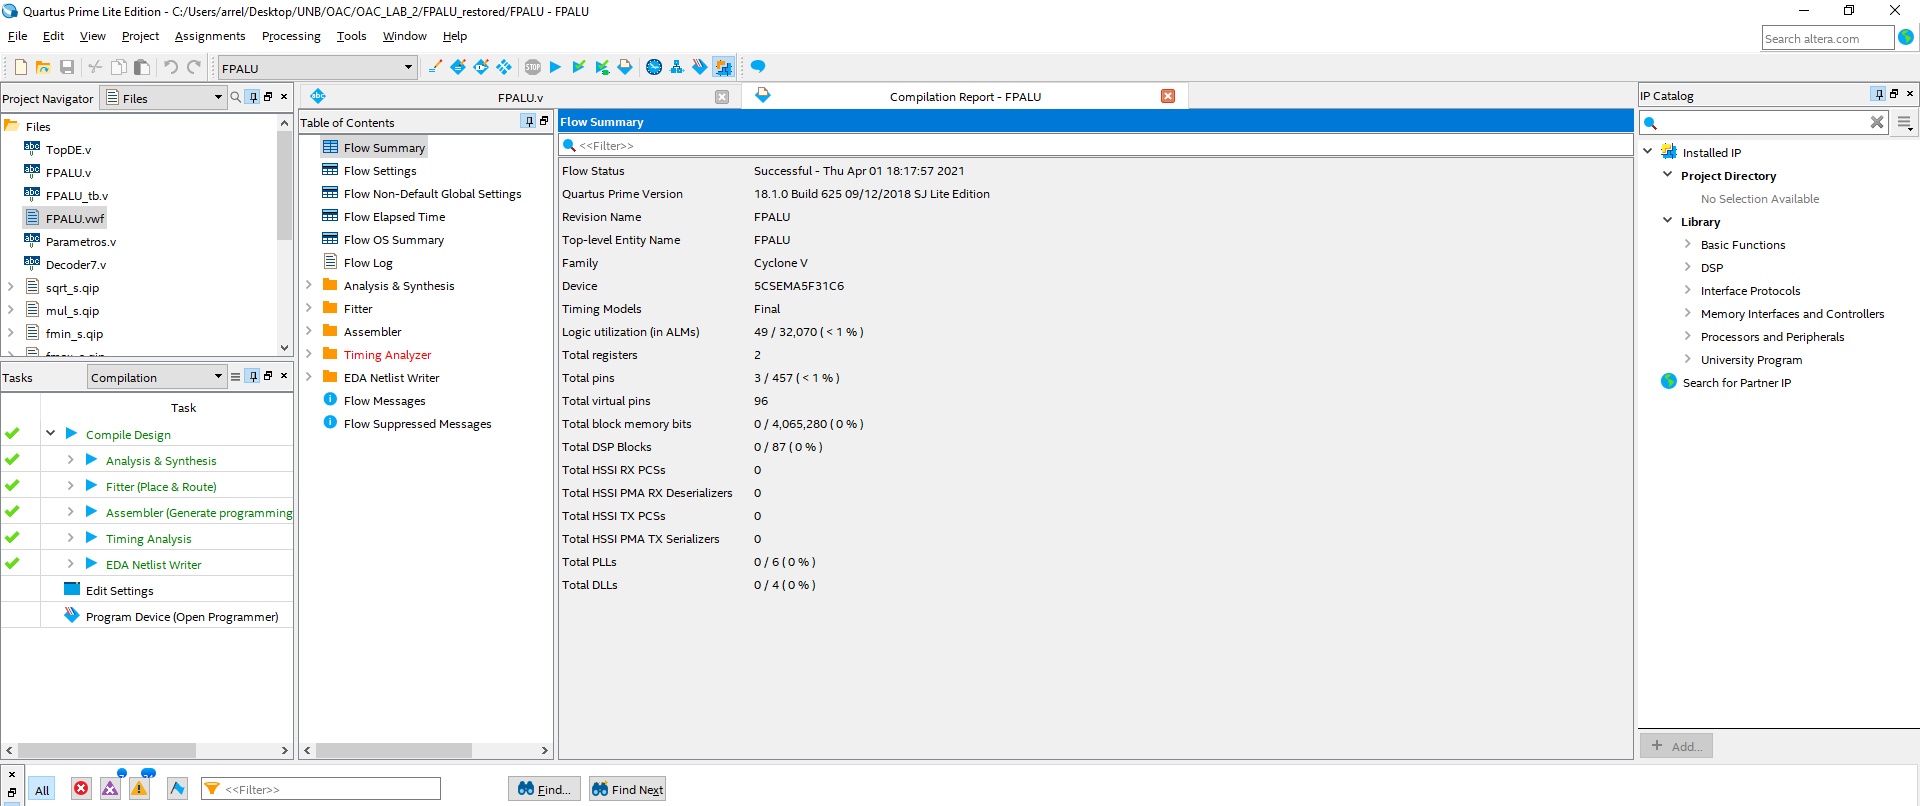 Quartus Prime Lite Edition - C:/Users/arrel/Desktop/UNB/OAC/OAC_LAB_2/FPALU_restored/FPALU - FPALU
File Edit View Project Assignments Processing Tools Window Help
Search altera.com
FPALU
STOP
Project Navigator
Files
Files
TopDE.v
FPALU.v
FPALU_tb.v
FPALU.vwf
Parametros.v
Decoder7.v
sqrt_s.qip
mul_s.qip
fmin_s.qip
Tasks
Compilation
Task
Compile Design
Analysis & Synthesis
Fitter (Place & Route)
Assembler (Generate programming
Timing Analysis
EDA Netlist Writer
Edit Settings
Program Device (Open Programmer)
FPALU.v
Compilation Report - FPALU
Table of Contents
Flow Summary
Flow Settings
Flow Non-Default Global Settings
Flow Elapsed Time
Flow OS Summary
Flow Log
Analysis & Synthesis
Fitter
Assembler
Timing Analyzer
EDA Netlist Writer
Flow Messages
Flow Suppressed Messages
Flow Summary
<<Filter>>
Flow Status Successful - Thu Apr 01 18:17:57 2021
Quartus Prime Version 18.1.0 Build 625 09/12/2018 SJ Lite Edition
Revision Name FPALU
Top-level Entity Name FPALU
Family Cyclone V
Device 5CSEMA5F31C6
Timing Models Final
Logic utilization (in ALMs) 49 / 32,070 ( < 1 % )
Total registers 2
Total pins 3 / 457 ( < 1 % )
Total virtual pins 96
Total block memory bits 0 / 4,065,280 ( 0 % )
Total DSP Blocks 0 / 87 ( 0 % )
Total HSSI RX PCSs 0
Total HSSI PMA RX Deserializers 0
Total HSSI TX PCSs 0
Total HSSI PMA TX Serializers 0
Total PLLs 0 / 6 ( 0 % )
Total DLLs 0 / 4 ( 0 % )
IP Catalog
Installed IP
Project Directory
No Selection Available
Library
Basic Functions
DSP
Interface Protocols
Memory Interfaces and Controllers
Processors and Peripherals
University Program
Search for Partner IP
+ Add...
All
<<Filter>>
Find...
Find Next